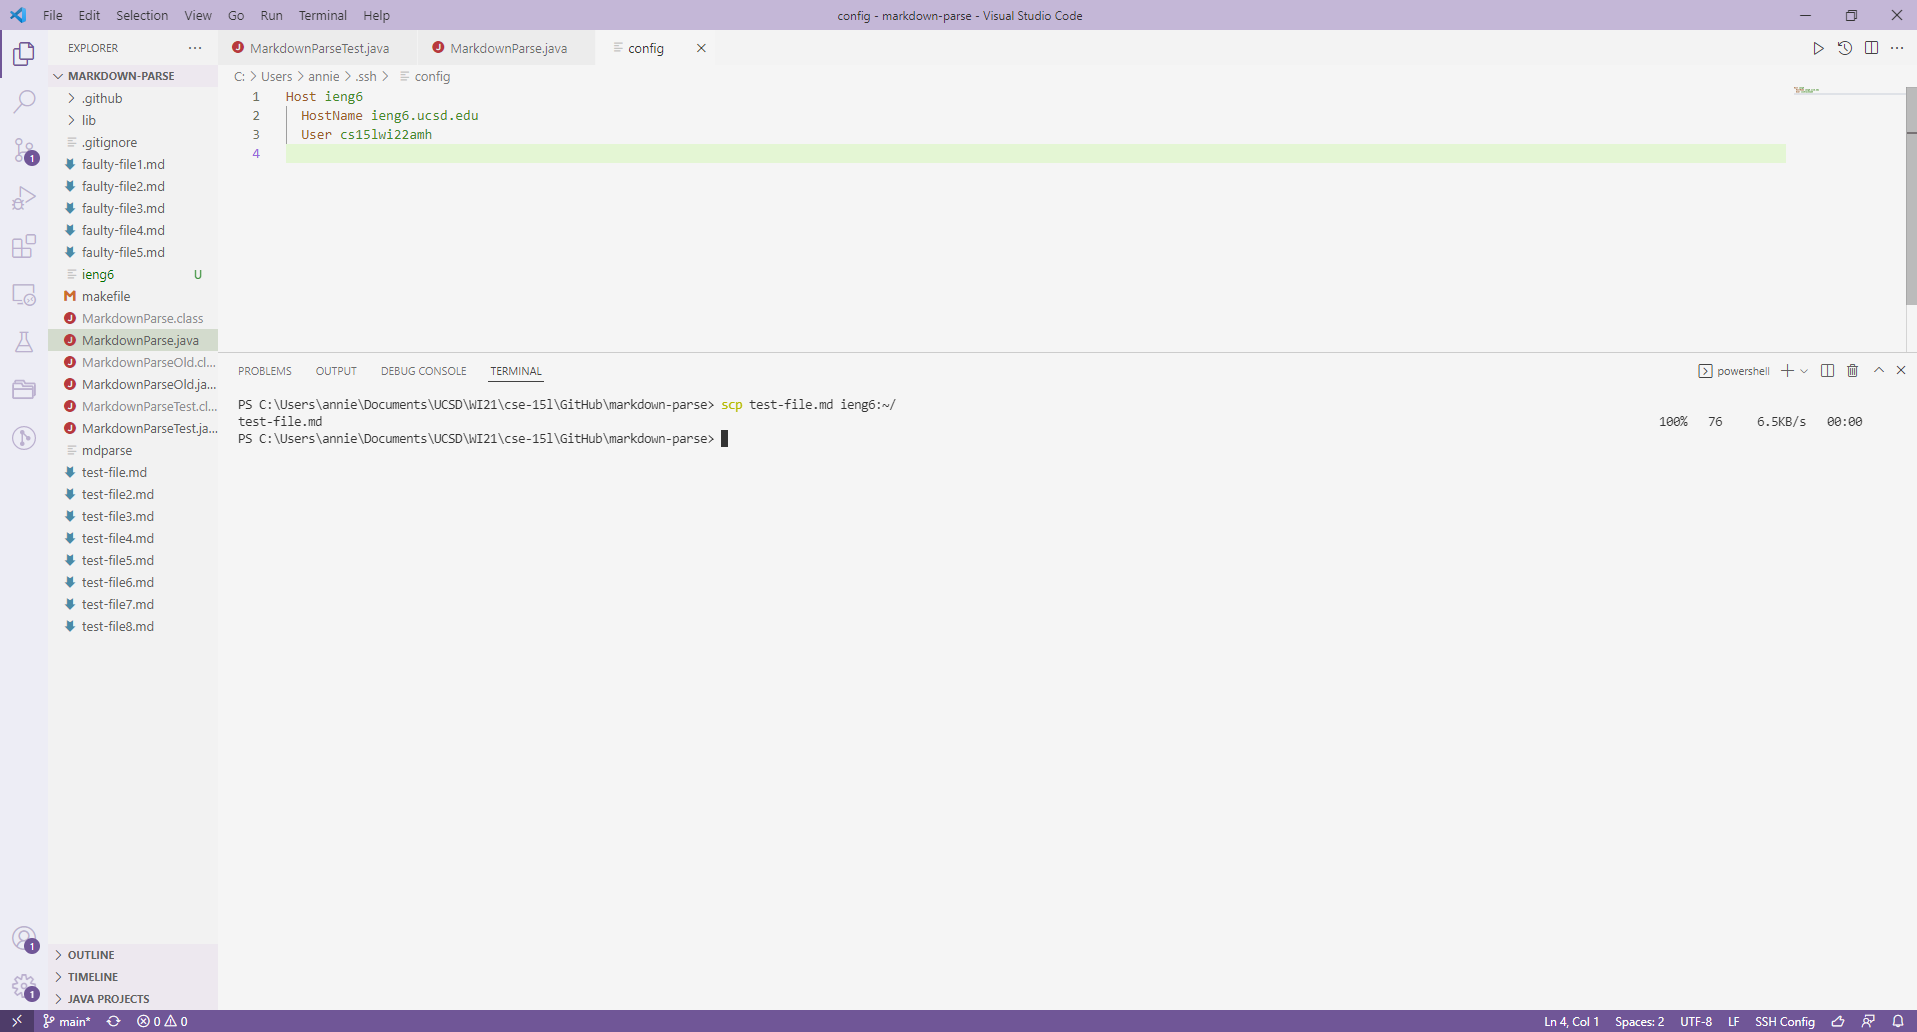 File Edit Selection View Go Run Terminal Help
config - markdown-parse - Visual Studio Code
EXPLORER
MARKDOWN-PARSE
.github
lib
.gitignore
faulty-file1.md
faulty-file2.md
faulty-file3.md
faulty-file4.md
faulty-file5.md
ieng6 U
makefile
MarkdownParse.class
MarkdownParse.java
MarkdownParseOld.cl...
MarkdownParseOld.ja...
MarkdownParseTest.cl...
MarkdownParseTest.ja...
mdparse
test-file.md
test-file2.md
test-file3.md
test-file4.md
test-file5.md
test-file6.md
test-file7.md
test-file8.md
OUTLINE
TIMELINE
JAVA PROJECTS
1
1
1
MarkdownParseTest.java MarkdownParse.java config
C: > Users > annie > .ssh > config
1 Host ieng6
2 HostName ieng6.ucsd.edu
3 User cs15lwi22amh
4
PROBLEMS OUTPUT DEBUG CONSOLE TERMINAL
powershell
PS C:\Users\annie\Documents\UCSD\WI21\cse-15l\GitHub\markdown-parse> scp test-file.md ieng6:~/
test-file.md 100% 76 6.5KB/s 00:00
PS C:\Users\annie\Documents\UCSD\WI21\cse-15l\GitHub\markdown-parse>
main* 0 0
Ln 4, Col 1 Spaces: 2 UTF-8 LF SSH Config